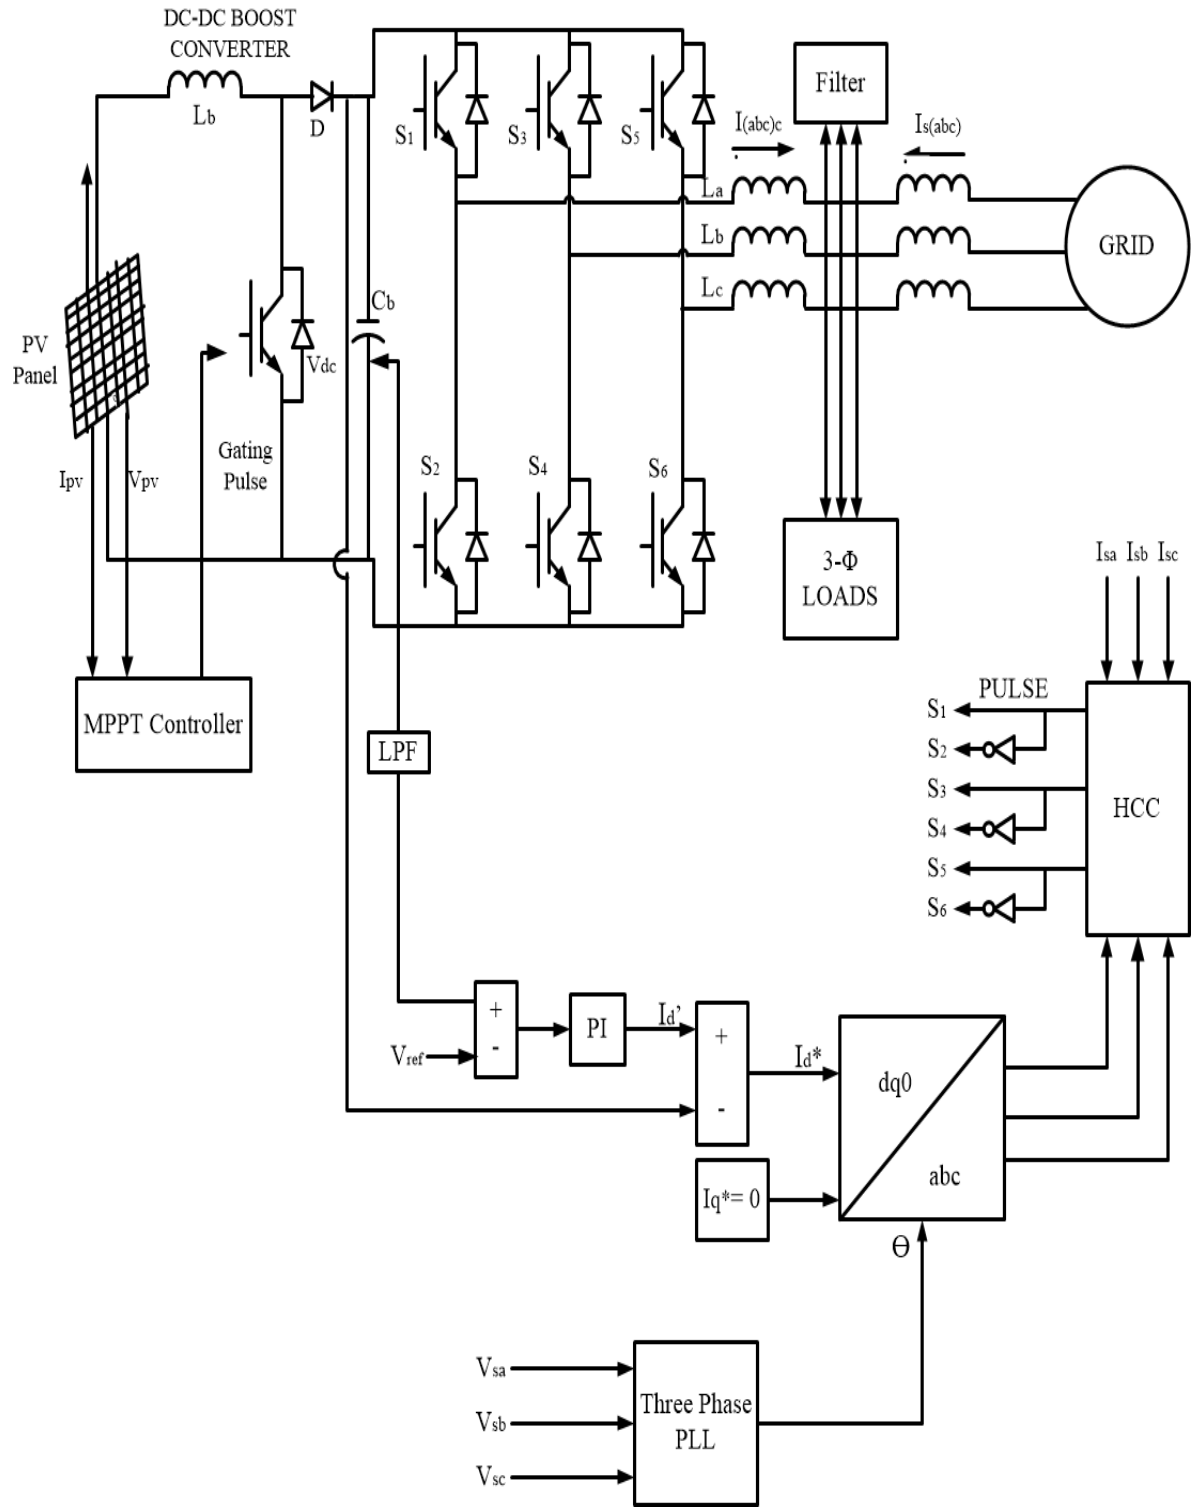 DC-DC BOOST
CONVERTER
Lb
D
S1
S3
S5
Filter
I(abc)c
Is(abc)
La
Lb
Lc
GRID
Cb
PV
Panel
Vdc
Gating
Pulse
Ipv
Vpv
S2
S4
S6
3-Φ
LOADS
Isa Isb Isc
MPPT Controller
LPF
PULSE
S1
S2
S3
S4
S5
S6
HCC
+
-
Vref
PI
Id'
+
-
Id*
dq0
abc
Iq*= 0
Θ
Vsa
Vsb
Vsc
Three Phase
PLL